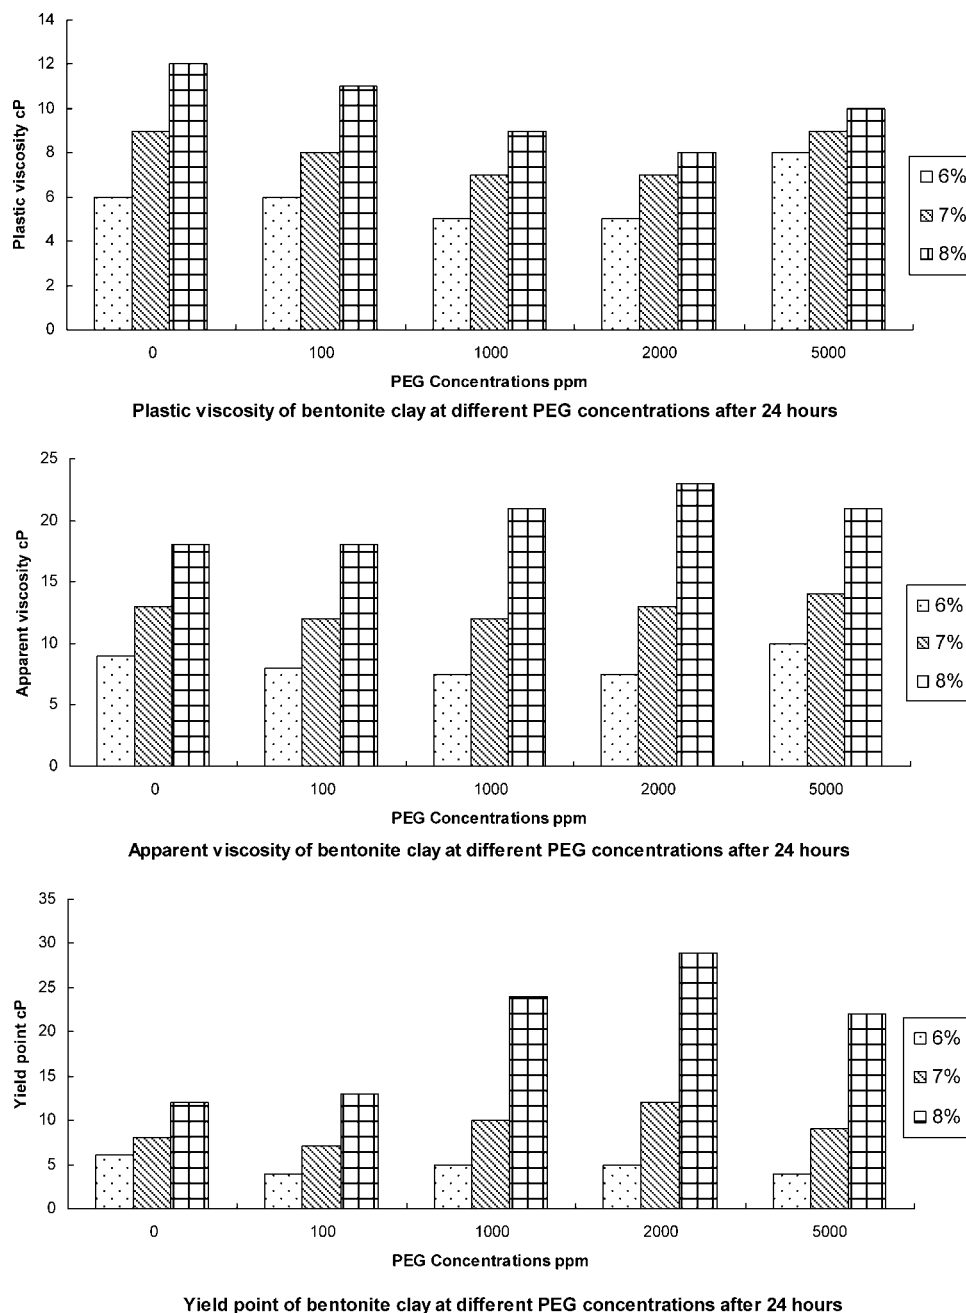 14
12
10
8
6
4
2
0
Plastic viscosity cP
0 100 1000 2000 5000
PEG Concentrations ppm
6%
7%
8%
Plastic viscosity of bentonite clay at different PEG concentrations after 24 hours
25
20
15
10
5
0
Apparent viscosity cP
0 100 1000 2000 5000
PEG Concentrations ppm
6%
7%
8%
Apparent viscosity of bentonite clay at different PEG concentrations after 24 hours
35
30
25
20
15
10
5
0
Yield point cP
0 100 1000 2000 5000
PEG Concentrations ppm
6%
7%
8%
Yield point of bentonite clay at different PEG concentrations after 24 hours